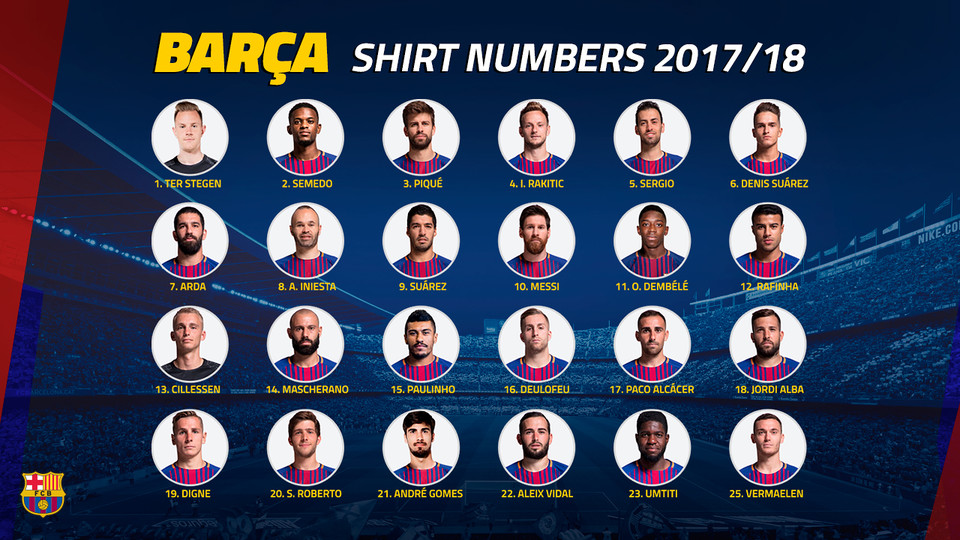 BARÇA SHIRT NUMBERS 2017/18
1. TER STEGEN
2. SEMEDO
3. PIQUÉ
4. I. RAKITIC
5. SERGIO
6. DENIS SUÁREZ
7. ARDA
8. A. INIESTA
9. SUÁREZ
10. MESSI
11. O. DEMBÉLÉ
12. RAFINHA
13. CILLESSEN
14. MASCHERANO
15. PAULINHO
16. DEULOFEU
17. PACO ALCÁCER
18. JORDI ALBA
19. DIGNE
20. S. ROBERTO
21. ANDRÉ GOMES
22. ALEIX VIDAL
23. UMTITI
25. VERMAELEN
FCB
NIKE.CO